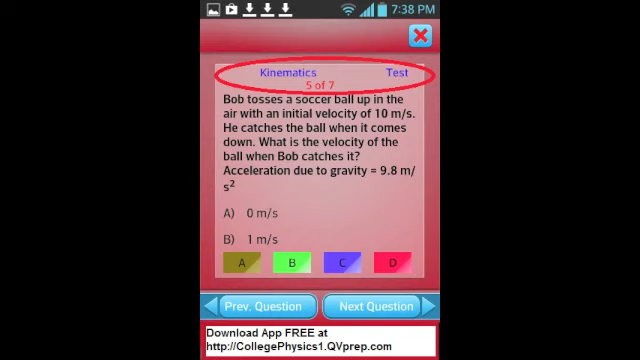 7:38 PM
Kinematics Test
5 of 7
Bob tosses a soccer ball up in the
air with an initial velocity of 10 m/s.
He catches the ball when it comes
down. What is the velocity of the
ball when Bob catches it?
Acceleration due to gravity = 9.8 m/
s²
A) 0 m/s
B) 1 m/s
A B C D
Prev. Question Next Question
Download App FREE at
http://CollegePhysics1.QVprep.com